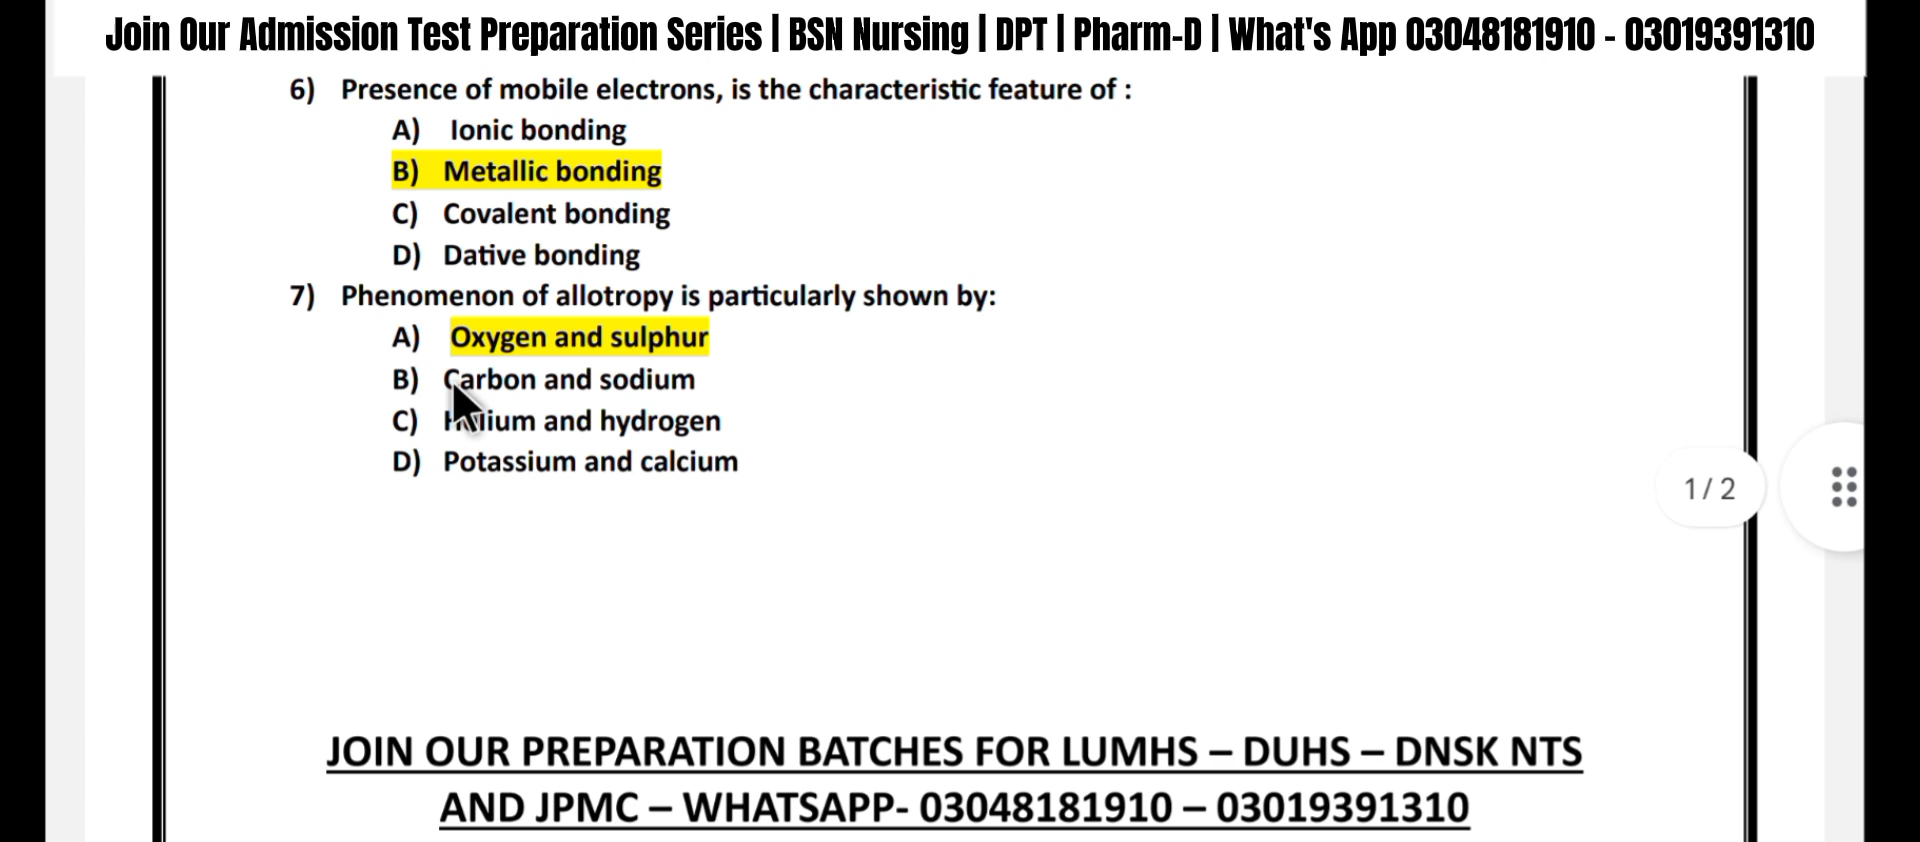 Join Our Admission Test Preparation Series | BSN Nursing | DPT | Pharm-D | What's App 03048181910 - 03019391310
6) Presence of mobile electrons, is the characteristic feature of :
A) Ionic bonding
B) Metallic bonding
C) Covalent bonding
D) Dative bonding
7) Phenomenon of allotropy is particularly shown by:
A) Oxygen and sulphur
B) Carbon and sodium
C) Helium and hydrogen
D) Potassium and calcium
1 / 2
JOIN OUR PREPARATION BATCHES FOR LUMHS – DUHS – DNSK NTS
AND JPMC – WHATSAPP- 03048181910 – 03019391310